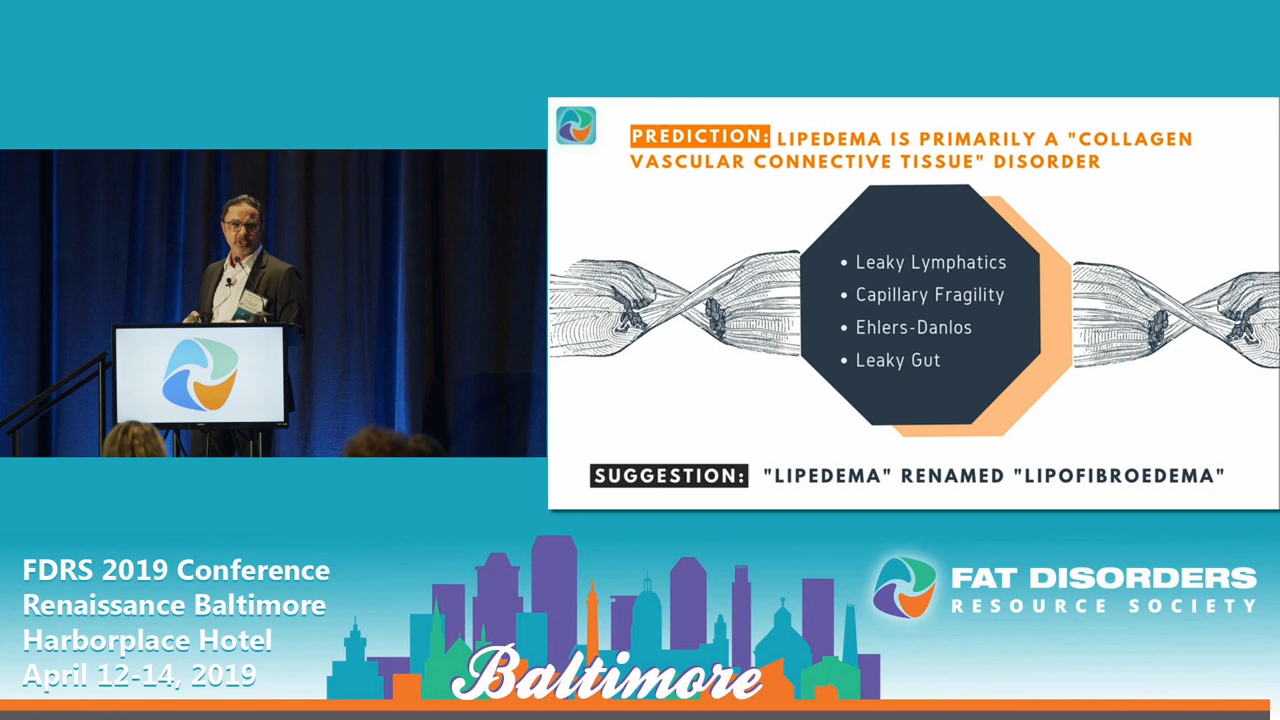 PREDICTION: LIPEDEMA IS PRIMARILY A "COLLAGEN
VASCULAR CONNECTIVE TISSUE" DISORDER
• Leaky Lymphatics
• Capillary Fragility
• Ehlers-Danlos
• Leaky Gut
SUGGESTION: "LIPEDEMA" RENAMED "LIPOFIBROEDEMA"
FDRS 2019 Conference
Renaissance Baltimore
Harborplace Hotel
April 12-14, 2019
Baltimore
FAT DISORDERS
RESOURCE SOCIETY